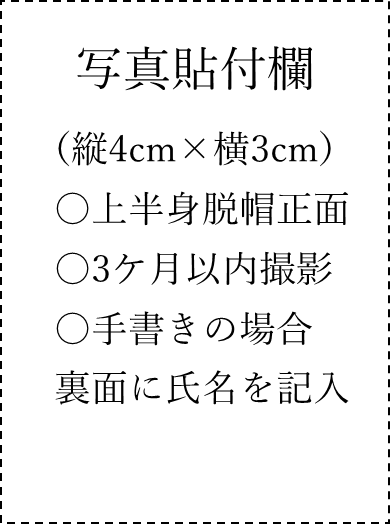 写真貼付欄
(縦4cm×横3cm)
○上半身脱帽正面
○3ケ月以内撮影
○手書きの場合
裏面に氏名を記入